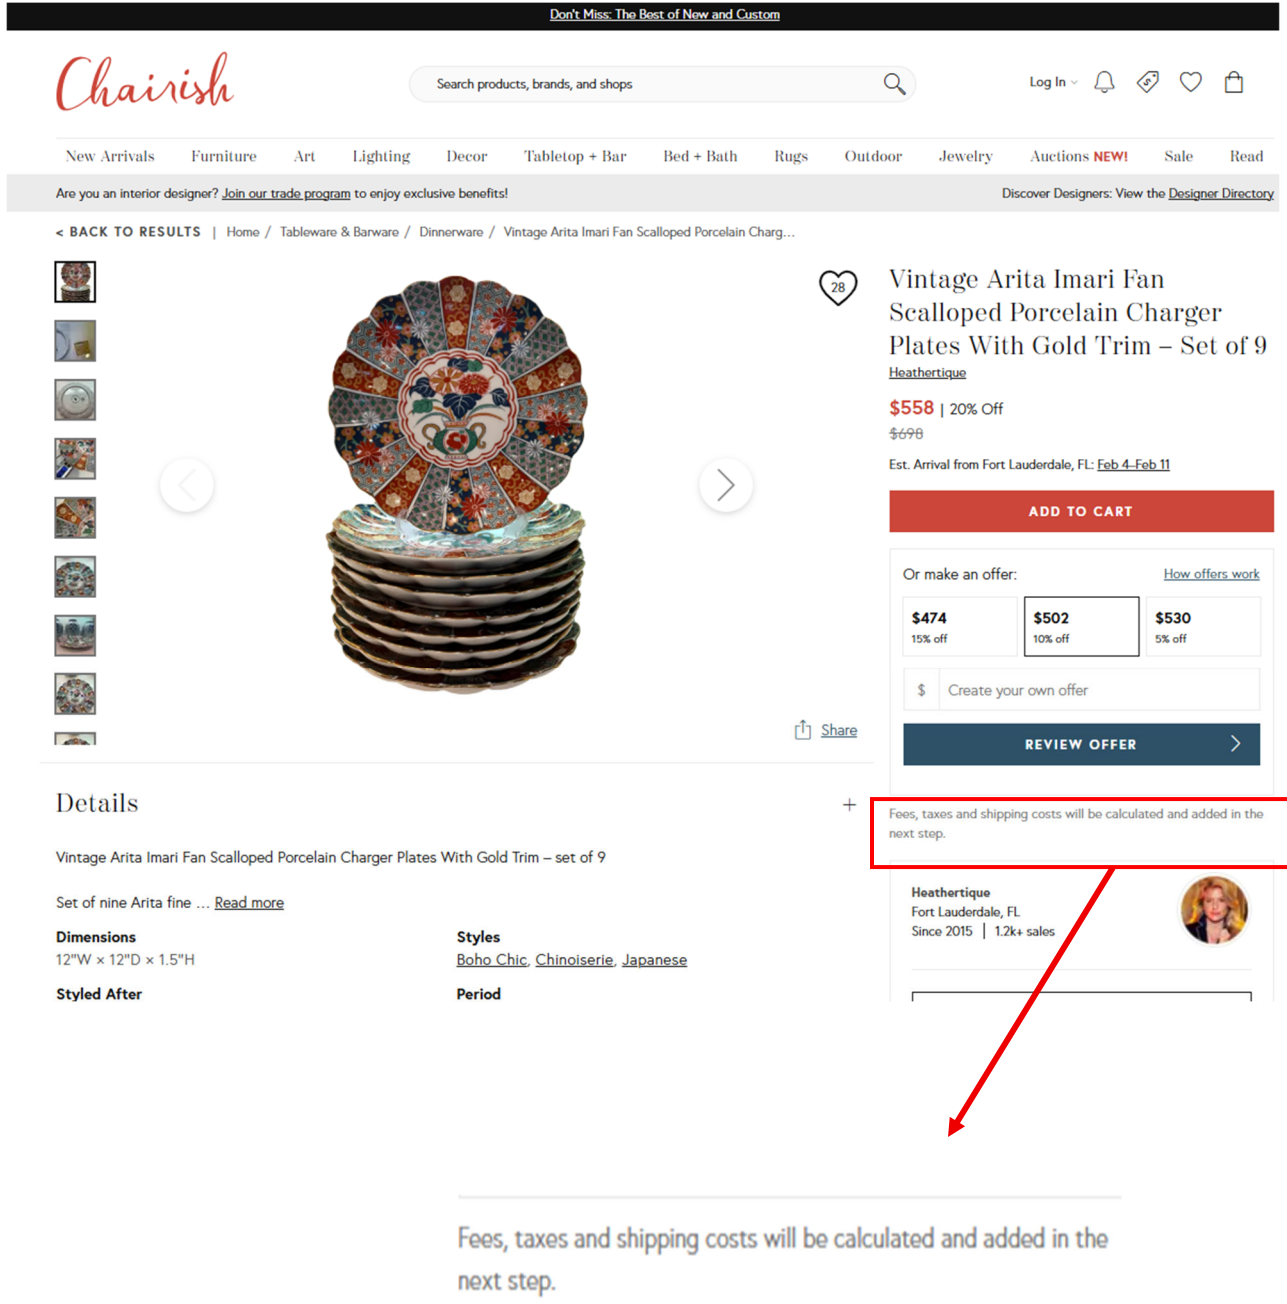 Don't Miss: The Best of New and Custom
Chairish
Search products, brands, and shops
Log In
New Arrivals Furniture Art Lighting Decor Tabletop + Bar Bed + Bath Rugs Outdoor Jewelry Auctions NEW! Sale Read
Are you an interior designer? Join our trade program to enjoy exclusive benefits!
Discover Designers: View the Designer Directory
< BACK TO RESULTS | Home / Tableware & Barware / Dinnerware / Vintage Arita Imari Fan Scalloped Porcelain Charg...
28
Vintage Arita Imari Fan
Scalloped Porcelain Charger
Plates With Gold Trim – Set of 9
Heathertique
$558 | 20% Off
$698
Est. Arrival from Fort Lauderdale, FL: Feb 4–Feb 11
ADD TO CART
Or make an offer: How offers work
$474 $502 $530
15% off 10% off 5% off
$ Create your own offer
REVIEW OFFER
Share
Fees, taxes and shipping costs will be calculated and added in the
next step.
Heathertique
Fort Lauderdale, FL
Since 2015 | 1.2k+ sales
Details
+
Vintage Arita Imari Fan Scalloped Porcelain Charger Plates With Gold Trim – set of 9
Set of nine Arita fine ... Read more
Dimensions
12"W × 12"D × 1.5"H
Styles
Boho Chic, Chinoiserie, Japanese
Styled After
Period
Fees, taxes and shipping costs will be calculated and added in the
next step.